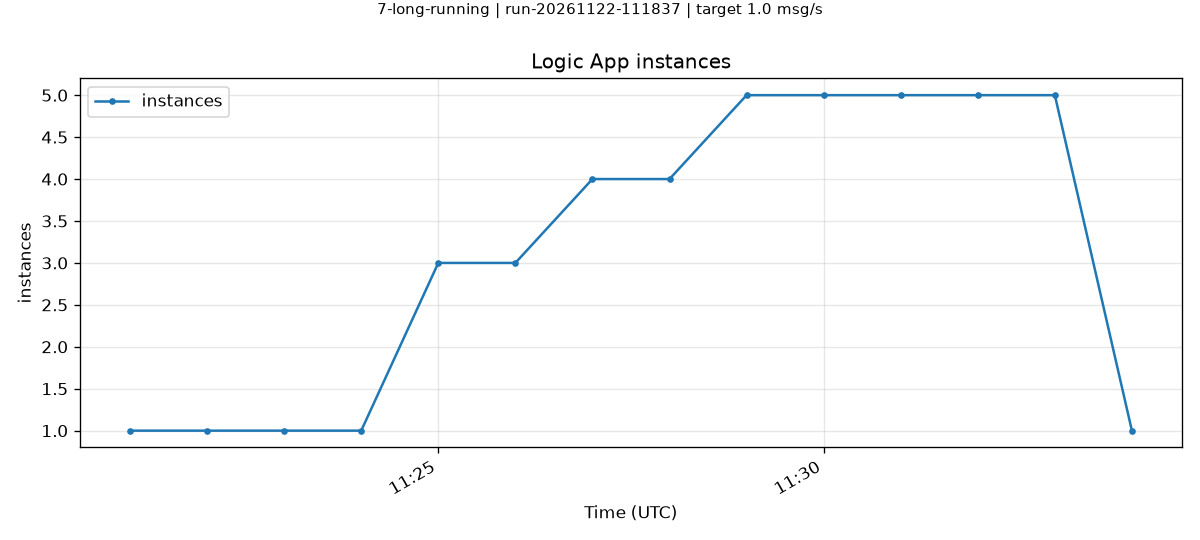 7-long-running | run-20261122-111837 | target 1.0 msg/s
Logic App instances
instances
5.0
4.5
4.0
3.5
3.0
2.5
2.0
1.5
1.0
instances
11:25
11:30
Time (UTC)